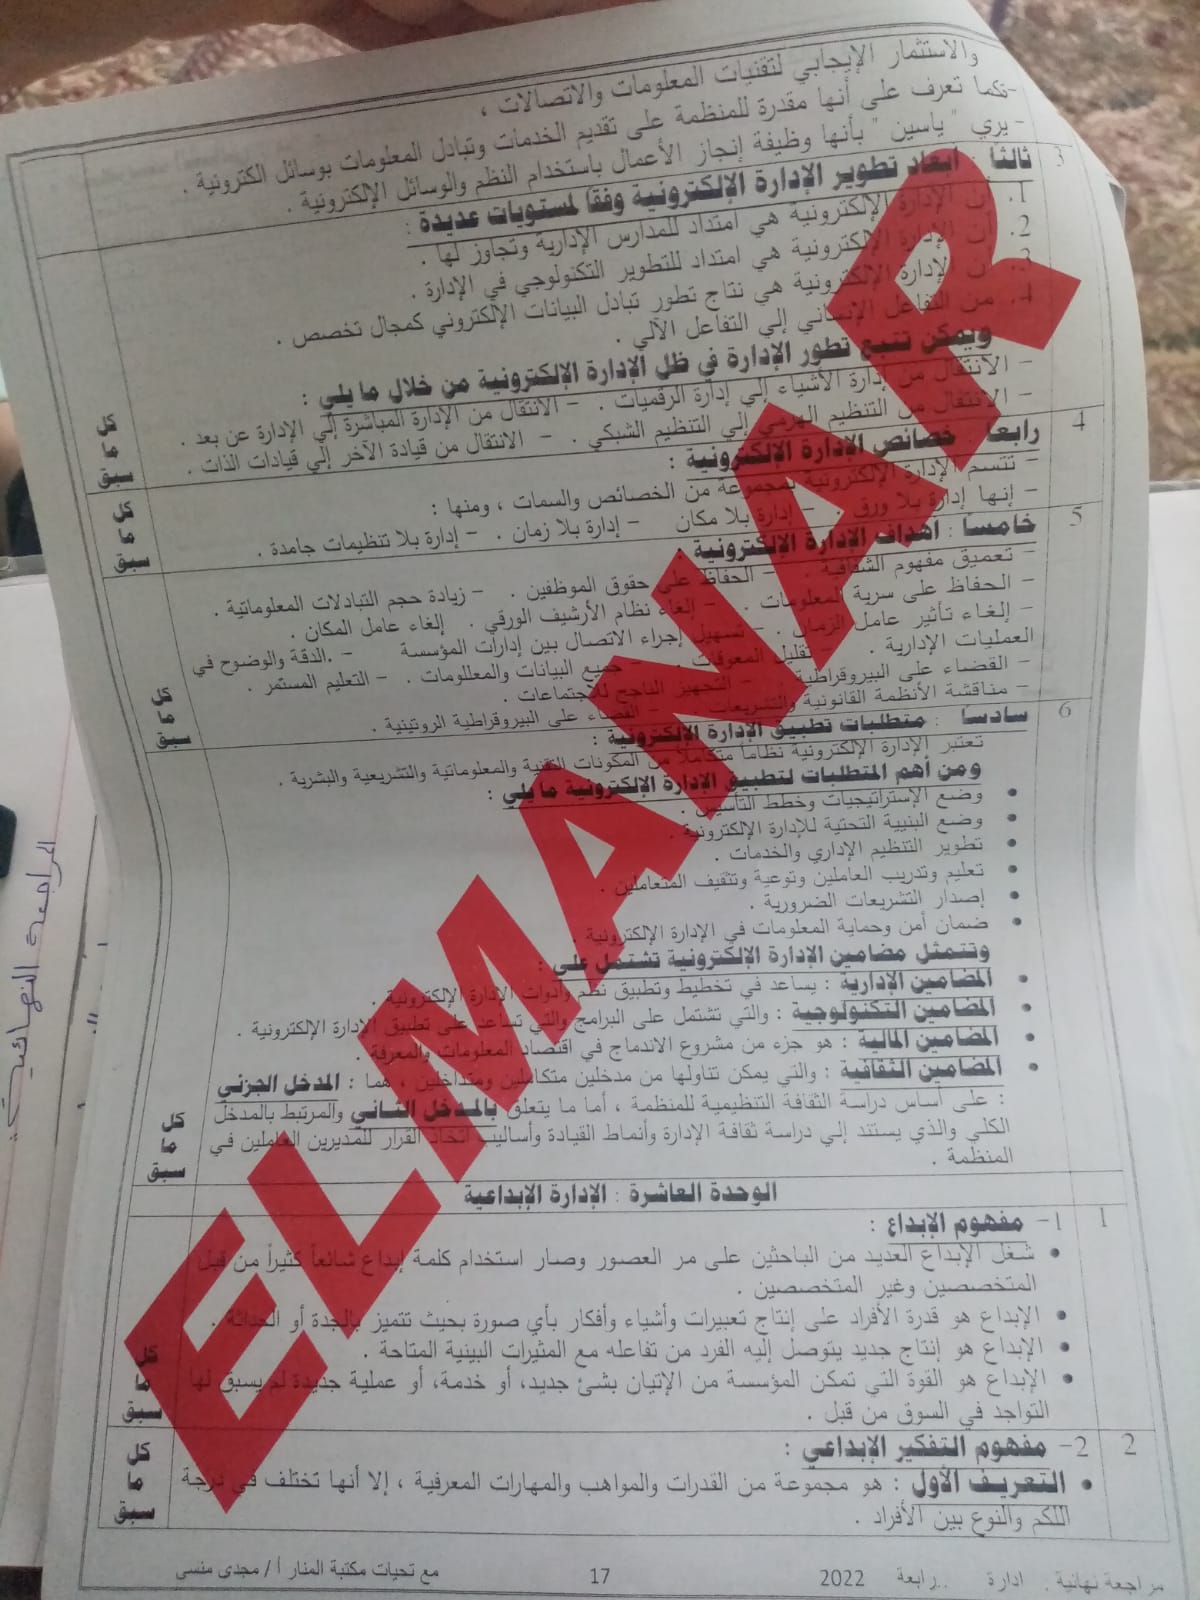 والاستثمار الإيجابي لتقنيات المعلومات والاتصالات ،
-كما تعرف على أنها مقدرة للمنظمة على تقديم الخدمات وتبادل المعلومات بوسائل الكترونية .
- يري " ياسين " بأنها وظيفة إنجاز الأعمال باستخدام النظم والوسائل الإلكترونية .
3 ثالثا : أبعاد تطوير الإدارة الإلكترونية وفقا لمستويات عديدة :
1. أن الإدارة الإلكترونية هي امتداد للمدارس الإدارية وتجاوز لها .
2. أن الإدارة الإلكترونية هي امتداد للتطوير التكنولوجي في الإدارة .
3. أن الإدارة الإلكترونية هي نتاج تطور تبادل البيانات الإلكتروني كمجال تخصص .
4. من التفاعل الإنساني إلي التفاعل الآلي .
ويمكن تتبع تطور الإدارة في ظل الإدارة الإلكترونية من خلال ما يلي :
- الانتقال من إدارة الأشياء إلي إدارة الرقميات . - الانتقال من الإدارة المباشرة إلي الإدارة عن بعد .
- الانتقال من التنظيم الهرمي إلي التنظيم الشبكي . - الانتقال من قيادة الآخر إلي قيادات الذات .
كل
ما
سبق
4 رابعا : خصائص الإدارة الإلكترونية :
- تتسم الإدارة الإلكترونية بمجموعة من الخصائص والسمات ، ومنها :
- إنها إدارة بلا ورق . - إدارة بلا مكان - إدارة بلا زمان . - إدارة بلا تنظيمات جامدة .
كل
ما
سبق
5 خامسا : أهداف الإدارة الإلكترونية :
- تعميق مفهوم الشفافية . - الحفاظ علي حقوق الموظفين . - زيادة حجم التبادلات المعلوماتية .
- الحفاظ على سرية المعلومات . - إلغاء نظام الأرشيف الورقي . إلغاء عامل المكان .
- إلغاء تأثير عامل الزمان . - تسهيل إجراء الاتصال بين إدارات المؤسسة - .الدقة والوضوح في
العمليات الإدارية . تقليل المعوقات . - جميع البيانات والمعلومات . - التعليم المستمر .
- القضاء على البيروقراطية . - التجهيز الناجح للاجتماعات .
- مناقشة الأنظمة القانونية والتشريعات . - القضاء على البيروقراطية الروتينية
كل
ما
سبق
6 سادسا : متطلبات تطبيق الإدارة الإلكترونية :
تعتبر الإدارة الإلكترونية نظاماً متكاملاً من المكونات التقنية والمعلوماتية والتشريعية والبشرية .
ومن أهم المتطلبات لتطبيق الإدارة الإلكترونية ما يلي :
• وضع الإستراتيجيات وخطط التأسيس .
• وضع البنيية التحتية للإدارة الإلكترونية .
• تطوير التنظيم الإداري والخدمات .
• تعليم وتدريب العاملين وتوعية وتثقيف المتعاملين .
• إصدار التشريعات الضرورية .
• ضمان أمن وحماية المعلومات في الإدارة الإلكترونية .
وتتمثل مضامين الإدارة الإلكترونية تشتمل علي :
• المضامين الإدارية : يساعد في تخطيط وتطبيق نظم وأدوات الإدارة الإلكترونية .
• المضامين التكنولوجية : والتي تشتمل على البرامج والتي تساعد على تطبيق الإدارة الإلكترونية .
• المضامين المالية : هو جزء من مشروع الاندماج في اقتصاد المعلومات والمعرفة .
• المضامين الثقافية : والتي يمكن تناولها من مدخلين متكاملين ومتداخلين ، هما : المدخل الجزئي
: على أساس دراسة الثقافة التنظيمية للمنظمة ، أما ما يتعلق بالمدخل الثاني والمرتبط بالمدخل
الكلي والذي يستند إلي دراسة ثقافة الإدارة وأنماط القيادة وأساليب اتخاذ القرار للمديرين العاملين في
المنظمة .
كل
ما
سبق
الوحدة العاشرة : الإدارة الإبداعية
1 1- مفهوم الإبداع :
• شغل الإبداع العديد من الباحثين على مر العصور وصار استخدام كلمة إبداع شائعاً كثيراً من قبل
المتخصصين وغير المتخصصين .
• الإبداع هو قدرة الأفراد على إنتاج تعبيرات وأشياء وأفكار بأي صورة بحيث تتميز بالجدة أو الحداثة .
• الإبداع هو إنتاج جديد يتوصل إليه الفرد من تفاعله مع المثيرات البيئية المتاحة .
• الإبداع هو القوة التي تمكن المؤسسة من الإتيان بشئ جديد، أو خدمة، أو عملية جديدة لم يسبق لها
التواجد في السوق من قبل .
كل
ما
سبق
2 2- مفهوم التفكير الإبداعي :
• التعريف الأول : هو مجموعة من القدرات والمواهب والمهارات المعرفية ، إلا أنها تختلف في درجة
اللكم والنوع بين الأفراد .
كل
ما
سبق
مراجعة نهائية . ادارة ..رابعة 2022 17 مع تحيات مكتبة المنار أ / مجدى منسى
ELMANAR
المراجعة النهائية